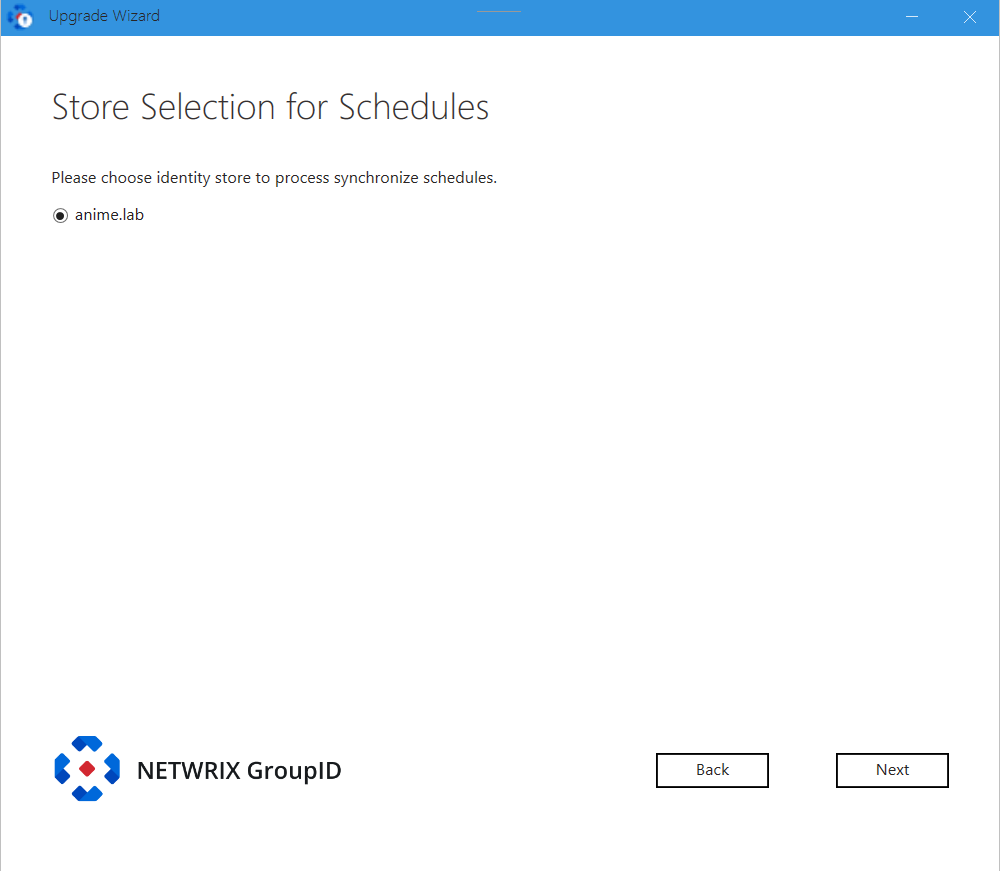 Upgrade Wizard
Store Selection for Schedules
Please choose identity store to process synchronize schedules.
anime.lab
NETWRIX GroupID
Back
Next